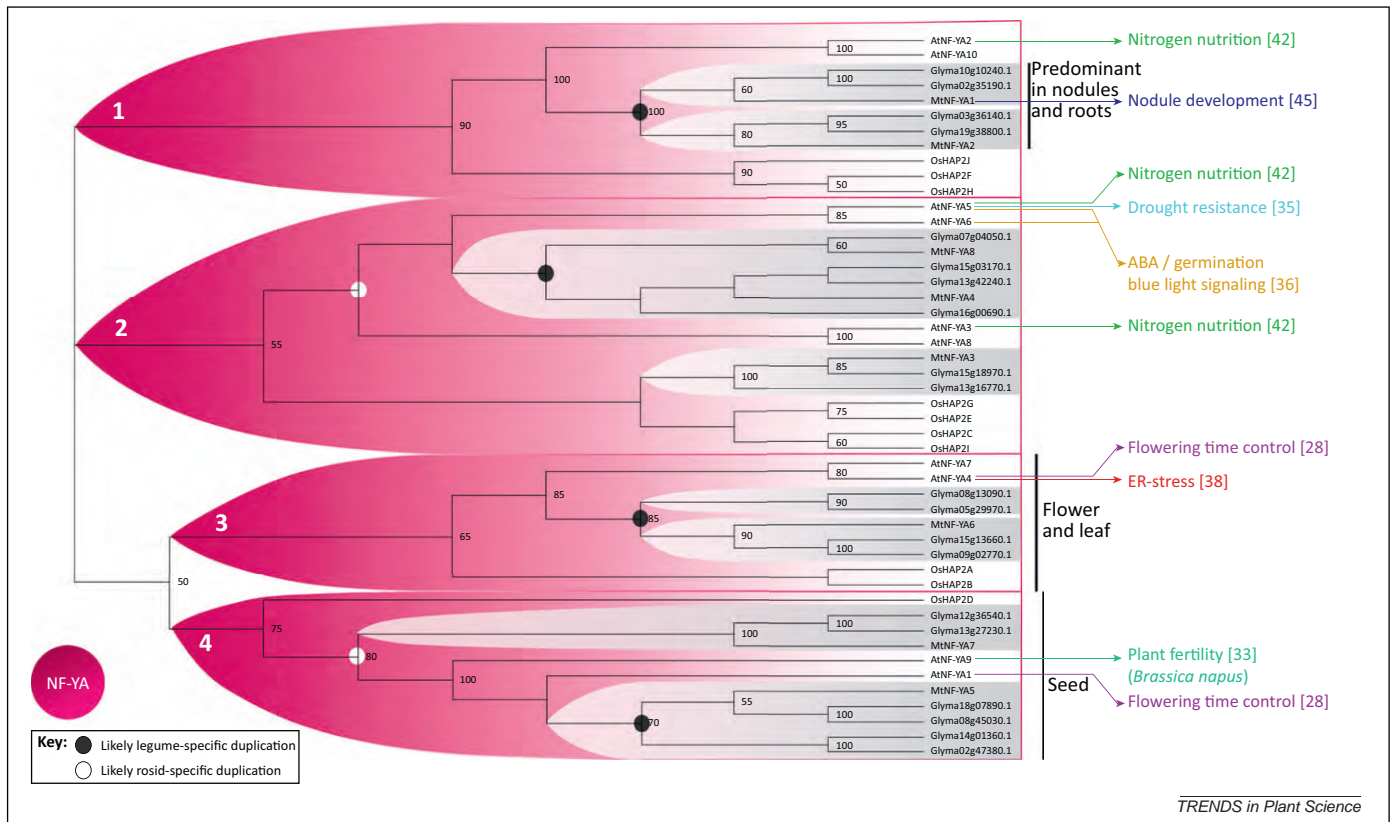 1
90
100
100
100
AtNF-YA2
AtNF-YA10
Nitrogen nutrition [42]
60
100
Glyma10g10240.1
Glyma02g35190.1
MtNF-YA1
Nodule development [45]
80
95
Glyma03g36140.1
Glyma19g38800.1
MtNF-YA2
Predominant
in nodules
and roots
90
50
OsHAP2J
OsHAP2F
OsHAP2H
2
55
85
AtNF-YA5
AtNF-YA6
Nitrogen nutrition [42]
Drought resistance [35]
ABA / germination
blue light signaling [36]
60
Glyma07g04050.1
MtNF-YA8
Glyma15g03170.1
Glyma13g42240.1
MtNF-YA4
Glyma16g00690.1
100
AtNF-YA3
AtNF-YA8
Nitrogen nutrition [42]
100
85
MtNF-YA3
Glyma15g18970.1
Glyma13g16770.1
75
OsHAP2G
OsHAP2E
60
OsHAP2C
OsHAP2I
50
3
65
85
80
AtNF-YA7
AtNF-YA4
Flowering time control [28]
ER-stress [38]
85
90
Glyma08g13090.1
Glyma05g29970.1
90
100
MtNF-YA6
Glyma15g13660.1
Glyma09g02770.1
OsHAP2A
OsHAP2B
Flower
and leaf
4
75
OsHAP2D
80
100
100
Glyma12g36540.1
Glyma13g27230.1
MtNF-YA7
100
AtNF-YA9
AtNF-YA1
Plant fertility [33]
(Brassica napus)
Flowering time control [28]
70
55
100
MtNF-YA5
Glyma18g07890.1
Glyma08g45030.1
100
Glyma14g01360.1
Glyma02g47380.1
Seed
NF-YA
Key:
Likely legume-specific duplication
Likely rosid-specific duplication
TRENDS in Plant Science